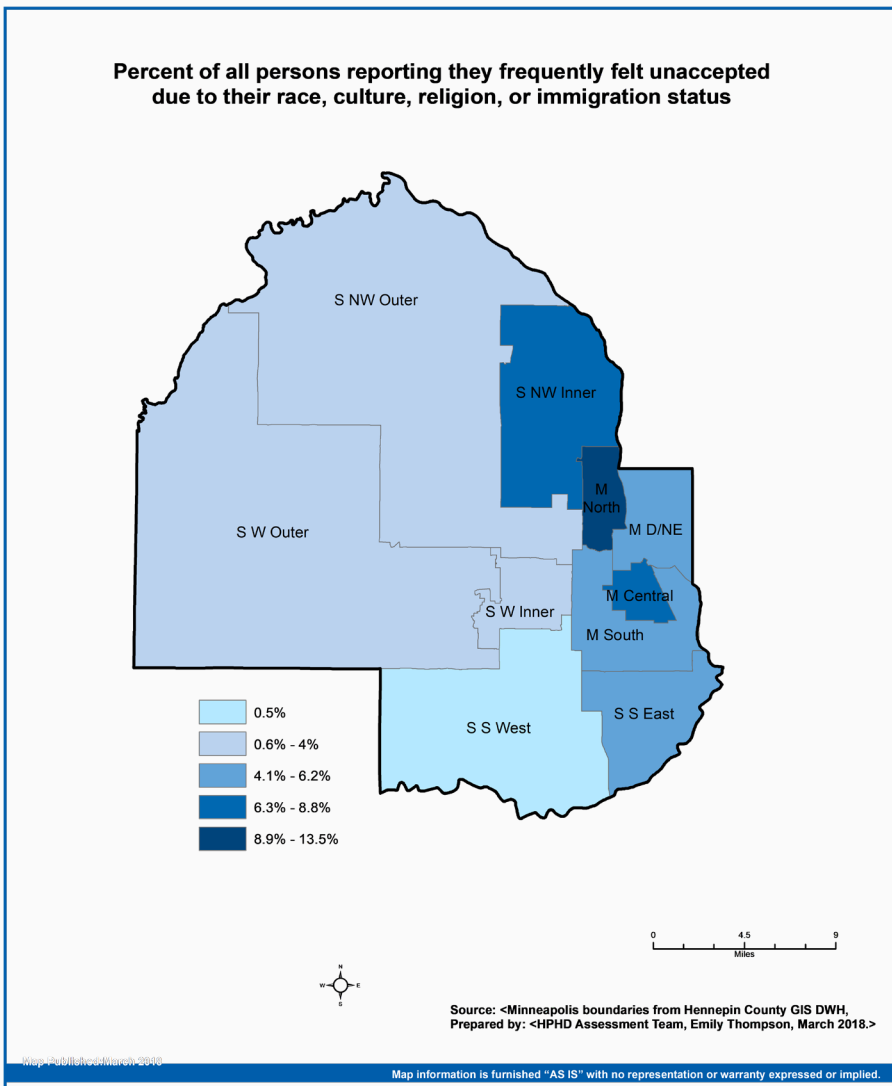 Percent of all persons reporting they frequently felt unaccepted
due to their race, culture, religion, or immigration status
S NW Outer
S NW Inner
M
North
S W Outer
M D/NE
M Central
S W Inner
M South
S S East
S S West
0.5%
0.6% - 4%
4.1% - 6.2%
6.3% - 8.8%
8.9% - 13.5%
0 4.5 9
Miles
N
W E
S
Source: <Minneapolis boundaries from Hennepin County GIS DWH,
Prepared by: <HPHD Assessment Team, Emily Thompson, March 2018.>
Map Published:March 2018
Map information is furnished “AS IS” with no representation or warranty expressed or implied.